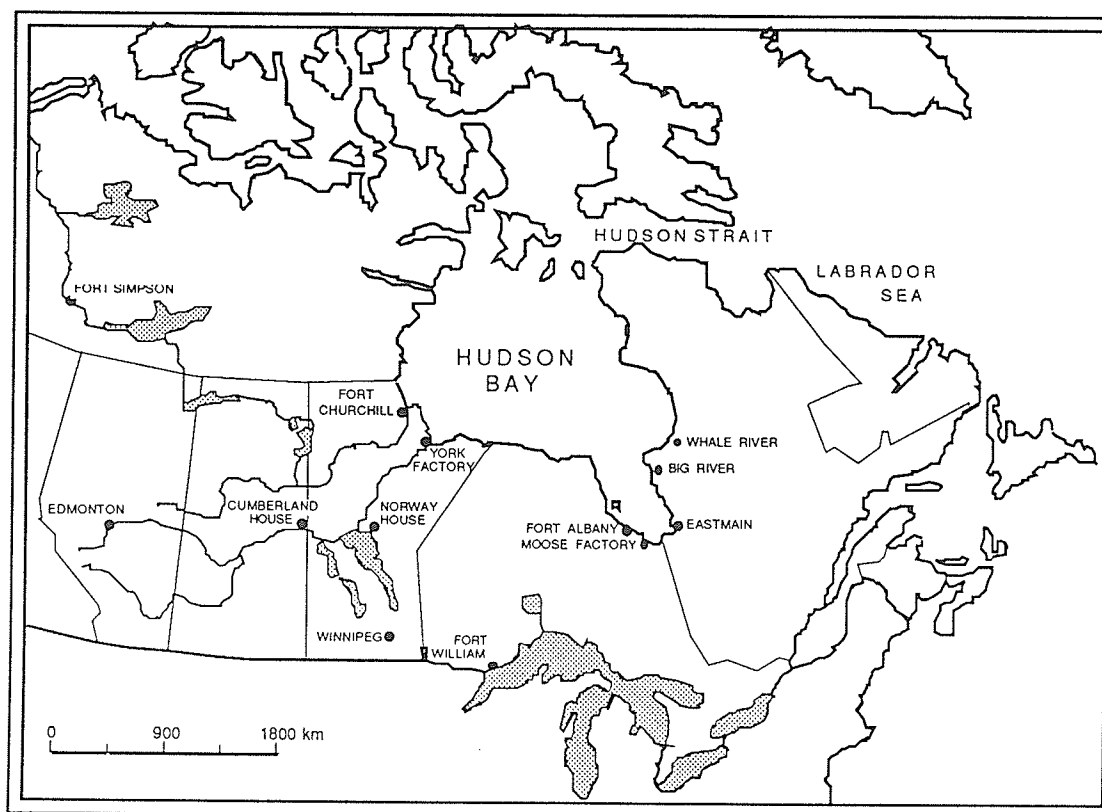 HUDSON STRAIT
LABRADOR
SEA
FORT SIMPSON
HUDSON
BAY
FORT
CHURCHILL
YORK
FACTORY
WHALE RIVER
BIG RIVER
EDMONTON
CUMBERLAND
HOUSE
NORWAY
HOUSE
FORT ALBANY
MOOSE FACTORY
EASTMAIN
WINNIPEG
FORT
WILLIAM
0 900 1800 km